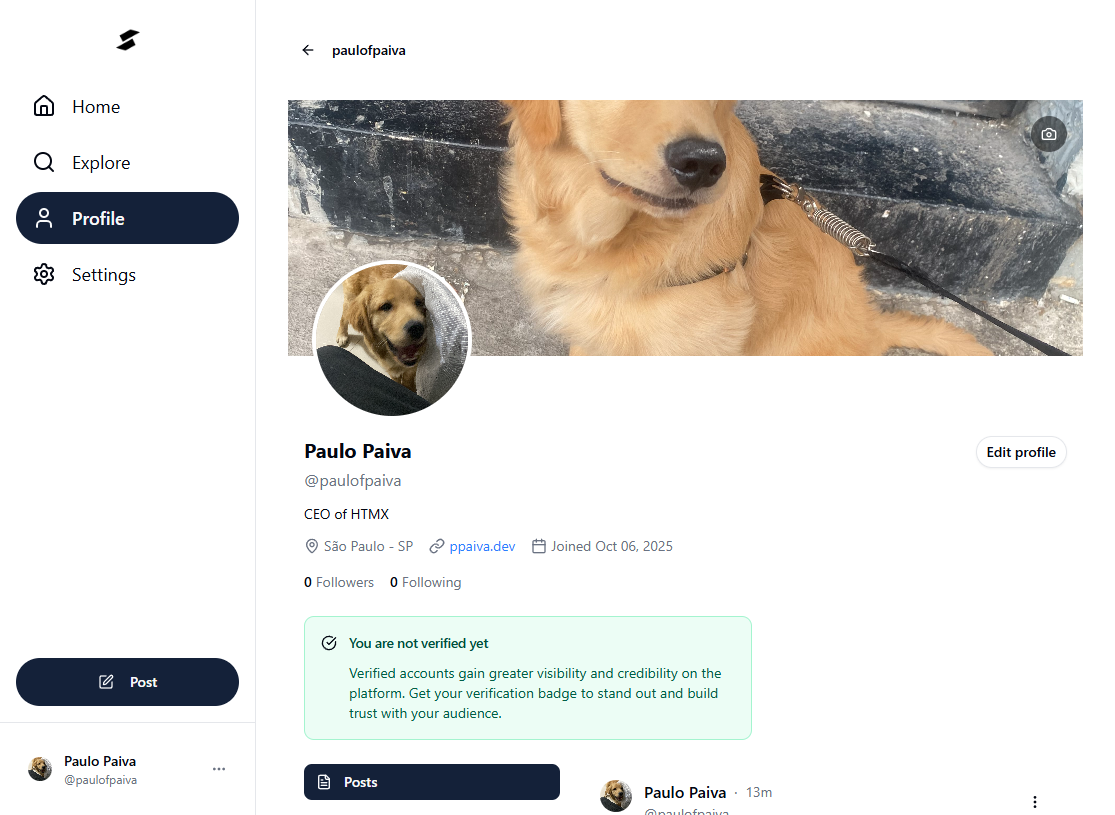 paulofpaiva
Home
Explore
Profile
Settings
Paulo Paiva
Edit profile
@paulofpaiva
CEO of HTMX
São Paulo - SP ppaiva.dev Joined Oct 06, 2025
0 Followers 0 Following
You are not verified yet
Verified accounts gain greater visibility and credibility on the
platform. Get your verification badge to stand out and build
trust with your audience.
Post
Paulo Paiva
@paulofpaiva
Posts
Paulo Paiva · 13m
@paulofpaiva